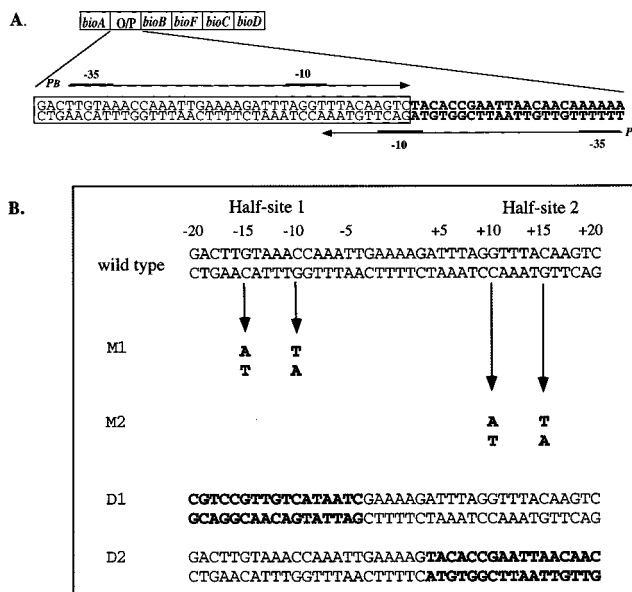 A.
bioA O/P bioB bioF bioC bioD
PB -35 -10
GACTTGTAAACCAAATTGAAAAGATTTAGGTTTACAAGTCTACACCGAATTAACAACAAAAAA
CTGAACATTTGGTTTAACTTTTCTAAATCCAAATGTTCAGATGTGGCTTAATTGTTGTTTTTT
-10 -35 P
B.
Half-site 1 Half-site 2
-20 -15 -10 -5 +5 +10 +15 +20
GACTTGTAAACCAAATTGAAAAGATTTAGGTTTACAAGTC
wild type
CTGAACATTTGGTTTAACTTTTCTAAATCCAAATGTTCAG
M1 A T
T A
M2 A T
T A
D1 CGTCCGTTGTCATAATCGAAAAGATTTAGGTTTACAAGTC
GCAGGCAACAGTATTAGCTTTTCTAAATCCAAATGTTCAG
D2 GACTTGTAAACCAAATTGAAAAGTACACCGAATTAACAAC
CTGAACATTTGGTTTAACTTTTCATGTGGCTTAATTGTTG